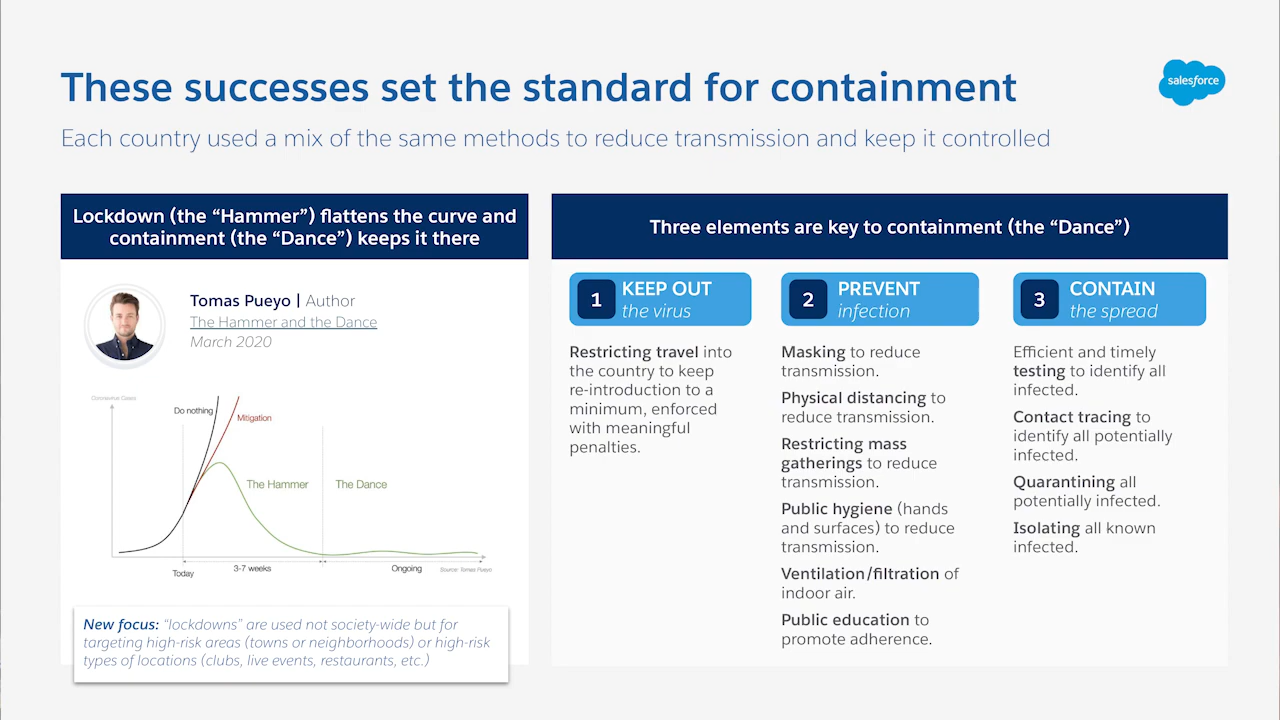 These successes set the standard for containment
salesforce
Each country used a mix of the same methods to reduce transmission and keep it controlled
Lockdown (the “Hammer”) flattens the curve and
containment (the “Dance”) keeps it there
Tomas Pueyo | Author
The Hammer and the Dance
March 2020
Coronavirus Cases
Do nothing
Mitigation
The Hammer
The Dance
Today
3-7 weeks
Ongoing
Source: Tomas Pueyo
New focus: “lockdowns” are used not society-wide but for
targeting high-risk areas (towns or neighborhoods) or high-risk
types of locations (clubs, live events, restaurants, etc.)
Three elements are key to containment (the “Dance”)
1 KEEP OUT
the virus
Restricting travel into
the country to keep
re-introduction to a
minimum, enforced
with meaningful
penalties.
2 PREVENT
infection
Masking to reduce
transmission.
Physical distancing to
reduce transmission.
Restricting mass
gatherings to reduce
transmission.
Public hygiene (hands
and surfaces) to reduce
transmission.
Ventilation/filtration of
indoor air.
Public education to
promote adherence.
3 CONTAIN
the spread
Efficient and timely
testing to identify all
infected.
Contact tracing to
identify all potentially
infected.
Quarantining all
potentially infected.
Isolating all known
infected.